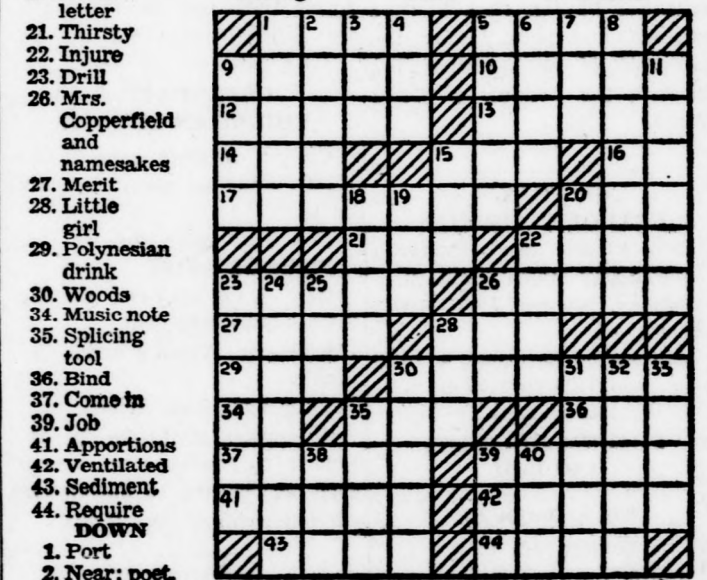 letter
21. Thirsty
22. Injure
23. Drill
26. Mrs.
Copperfield
and
namesakes
27. Merit
28. Little
girl
29. Polynesian
drink
30. Woods
34. Music note
35. Splicing
tool
36. Bind
37. Come in
39. Job
41. Apportions
42. Ventilated
43. Sediment
44. Require
DOWN
1. Port
2. Near: poet.
1 2 3 4 5 6 7 8
9 10 11
12 13
14 15 16
17 18 19 20
21 22
23 24 25 26
27 28
29 30 31 32 33
34 35 36
37 38 39 40
41 42
43 44